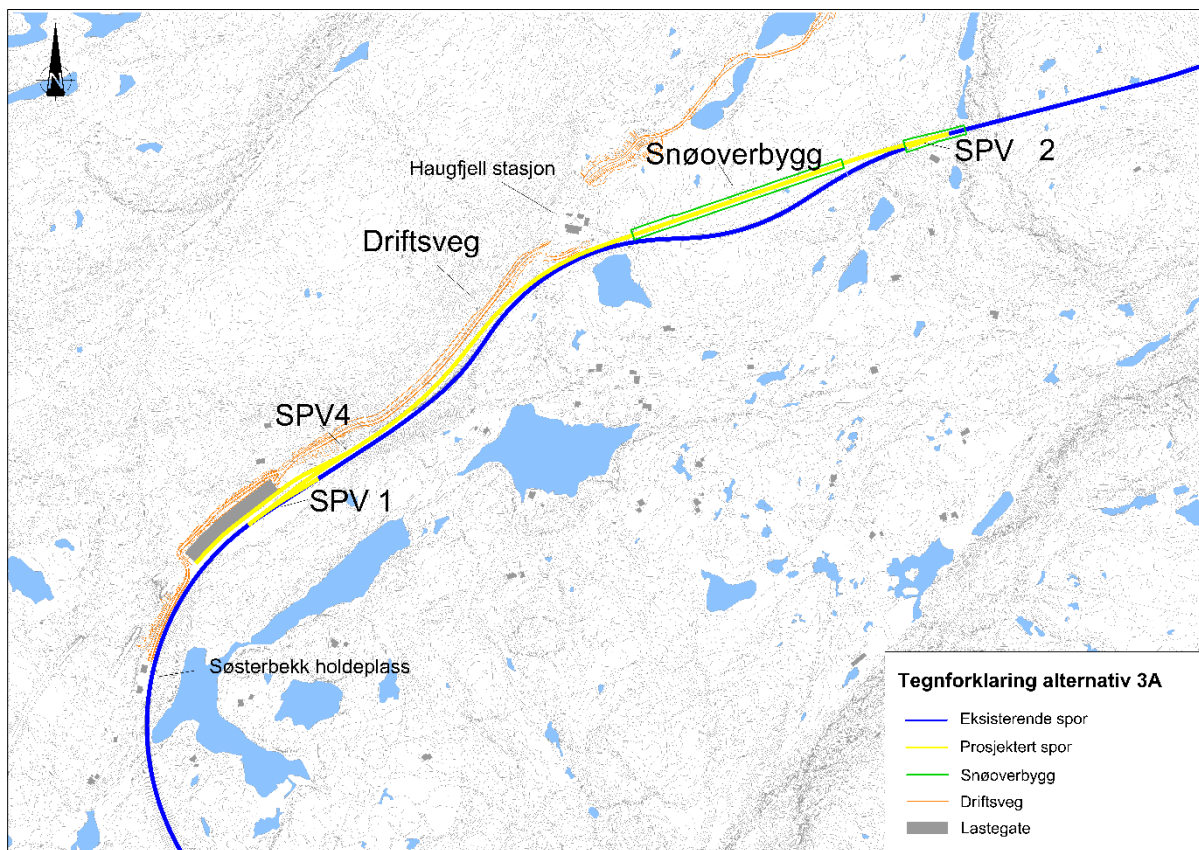 N
Snøoverbygg
SPV 2
Haugfjell stasjon
Driftsveg
SPV4
SPV 1
Søsterbekk holdeplass
Tegnforklaring alternativ 3A
Eksisterende spor
Prosjektert spor
Snøoverbygg
Driftsveg
Lastegate